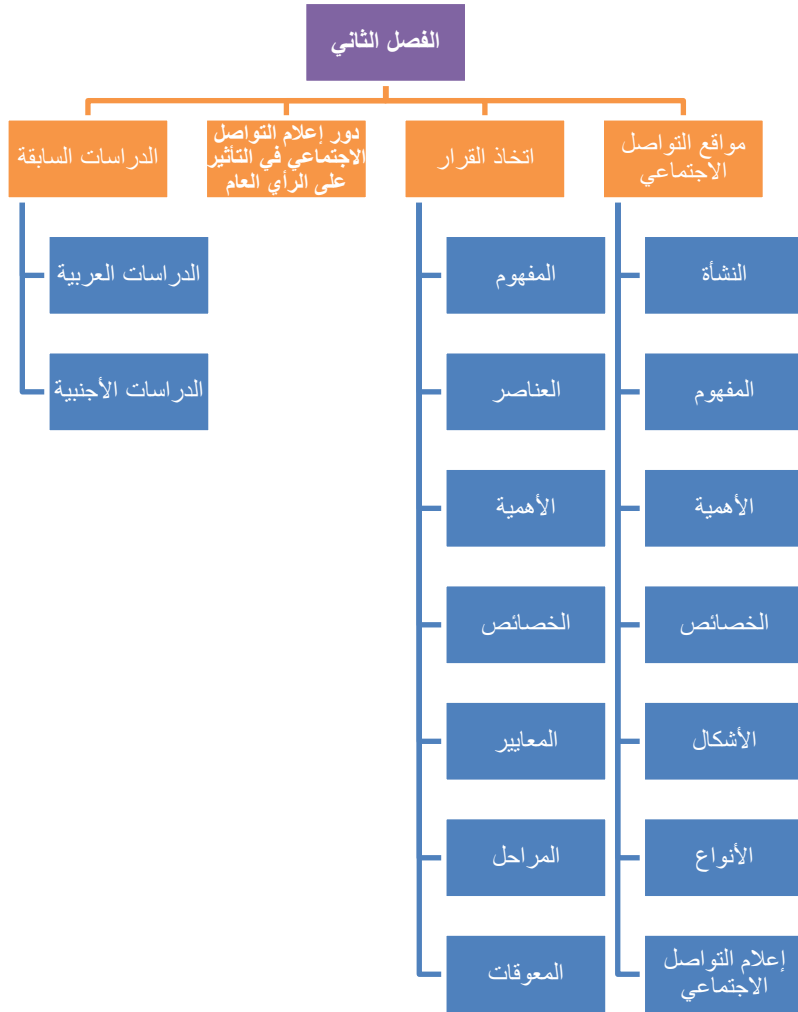 الفصل الثاني
مواقع التواصل
الاجتماعي
النشأة
المفهوم
الأهمية
الخصائص
الأشكال
الأنواع
إعلام التواصل
الاجتماعي
اتخاذ القرار
المفهوم
العناصر
الأهمية
الخصائص
المعايير
المراحل
المعوقات
دور إعلام التواصل
الاجتماعي في التأثير
على الرأي العام
الدراسات السابقة
الدراسات العربية
الدراسات الأجنبية